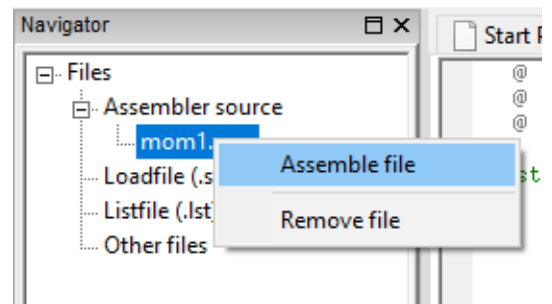 Navigator
Start
Files
@
Assembler source
@
mom1.
@
Assemble file
Loadfile (.s
st
Listfile (.lst
Remove file
Other files